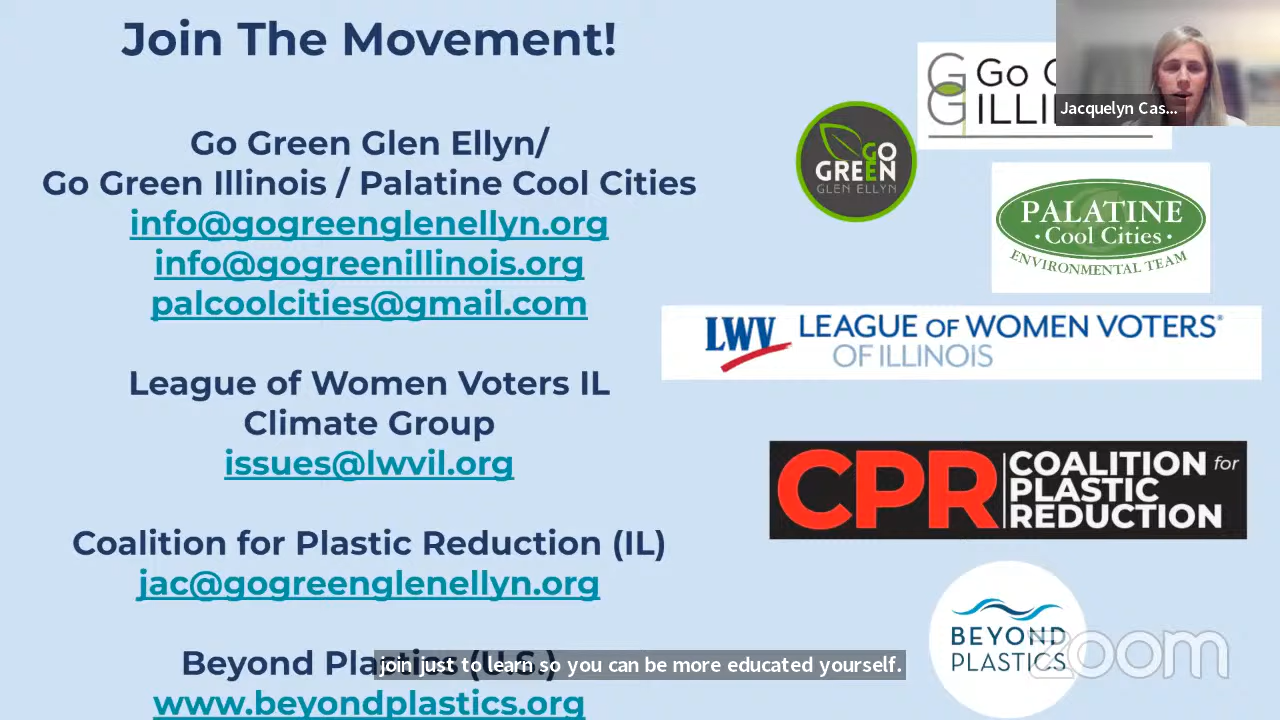 Join The Movement!
Go Green Glen Ellyn/
Go Green Illinois / Palatine Cool Cities
info@gogreenglenellyn.org
info@gogreenillinois.org
palcoolcities@gmail.com
League of Women Voters IL
Climate Group
issues@lwvil.org
Coalition for Plastic Reduction (IL)
jac@gogreenglenellyn.org
Beyond Plastics (U.S.)
www.beyondplastics.org
join just to learn so you can be more educated yourself.
GG Go
Jacquelyn Cas...
GO
GREEN
GLEN ELLYN
PALATINE
• Cool Cities •
ENVIRONMENTAL TEAM
LWV LEAGUE OF WOMEN VOTERS®
OF ILLINOIS
CPR COALITION for
PLASTIC
REDUCTION
BEYOND
PLASTICS
zoom